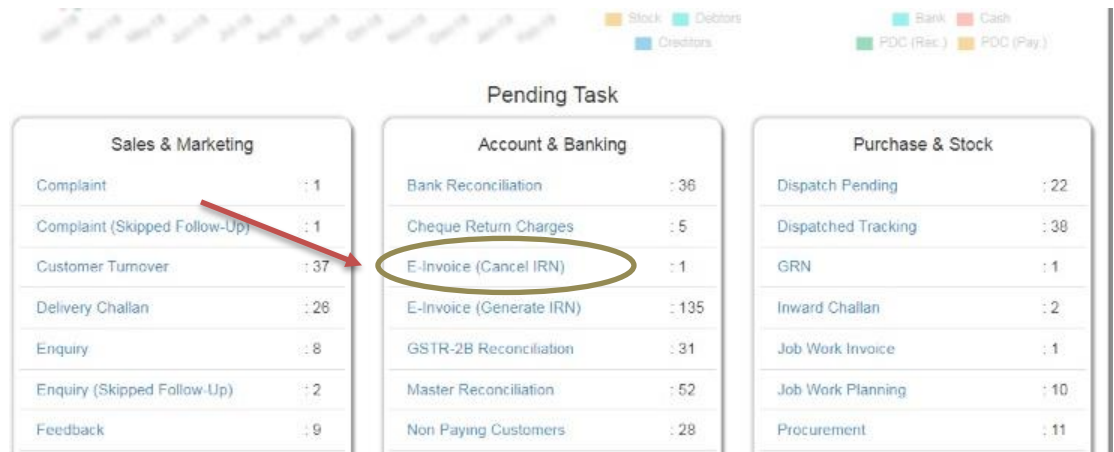 Stock Debtors
Creditors
Bank Cash
PDC (Rec.) PDC (Pay.)
Pending Task
Sales & Marketing
Complaint : 1
Complaint (Skipped Follow-Up) : 1
Customer Turnover : 37
Delivery Challan : 26
Enquiry : 8
Enquiry (Skipped Follow-Up) : 2
Feedback : 9
Account & Banking
Bank Reconciliation : 36
Cheque Return Charges : 5
E-Invoice (Cancel IRN) : 1
E-Invoice (Generate IRN) : 135
GSTR-2B Reconciliation : 31
Master Reconciliation : 52
Non Paying Customers : 28
Purchase & Stock
Dispatch Pending : 22
Dispatched Tracking : 38
GRN : 1
Inward Challan : 2
Job Work Invoice : 1
Job Work Planning : 10
Procurement : 11